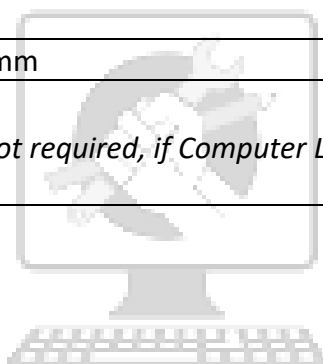 mm
ot required, if Computer L